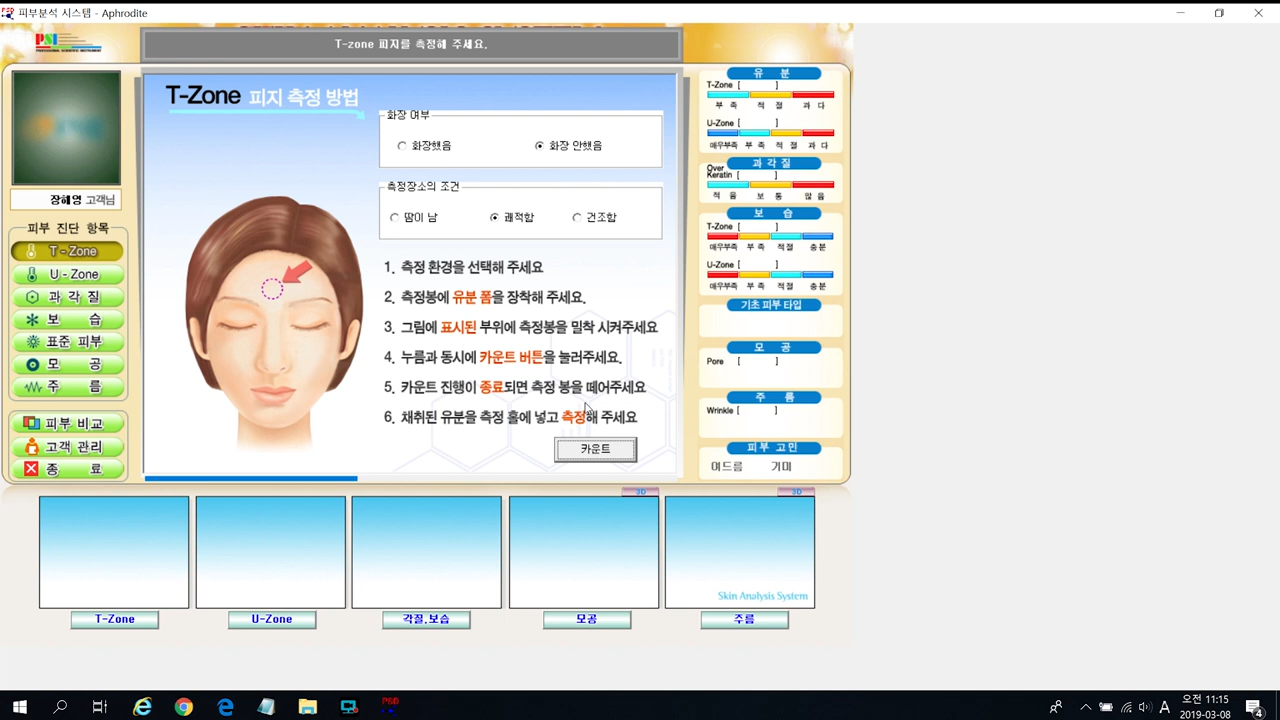 피부분석 시스템 - Aphrodite
PSI
PROFESSIONAL SCIENTIFIC INSTRUMENT
T-zone 피지를 측정해 주세요.
장혜영 고객님
피부 진단 항목
T - Zone
U - Zone
과 각 질
보 습
표준 피부
모 공
주 름
피부 비교
고객 관리
종 료
T-Zone 피지 측정 방법
화장 여부
화장했음
화장 안했음
측정장소의 조건
땀이 남
쾌적함
건조함
1. 측정 환경을 선택해 주세요
2. 측정봉에 유분 폼을 장착해 주세요.
3. 그림에 표시된 부위에 측정봉을 밀착 시켜주세요
4. 누름과 동시에 카운트 버튼을 눌러주세요.
5. 카운트 진행이 종료되면 측정 봉을 떼어주세요
6. 채취된 유분을 측정 홀에 넣고 측정해 주세요
카운트
유 분
T-Zone [ ]
부 족 적 절 과 다
U-Zone [ ]
매우부족 부 족 적 절 과 다
과 각 질
Over
Keratin [ ]
적 음 보 통 많 음
보 습
T-Zone [ ]
매우부족 부 족 적절 충분
U-Zone [ ]
매우부족 부 족 적절 충분
기초 피부 타입
모 공
Pore [ ]
주 름
Wrinkle [ ]
피부 고민
여드름 기미
3D
3D
Skin Analysis System
T-Zone
U-Zone
각질,보습
모공
주름
PSD
A
오전 11:15
2019-03-08
4